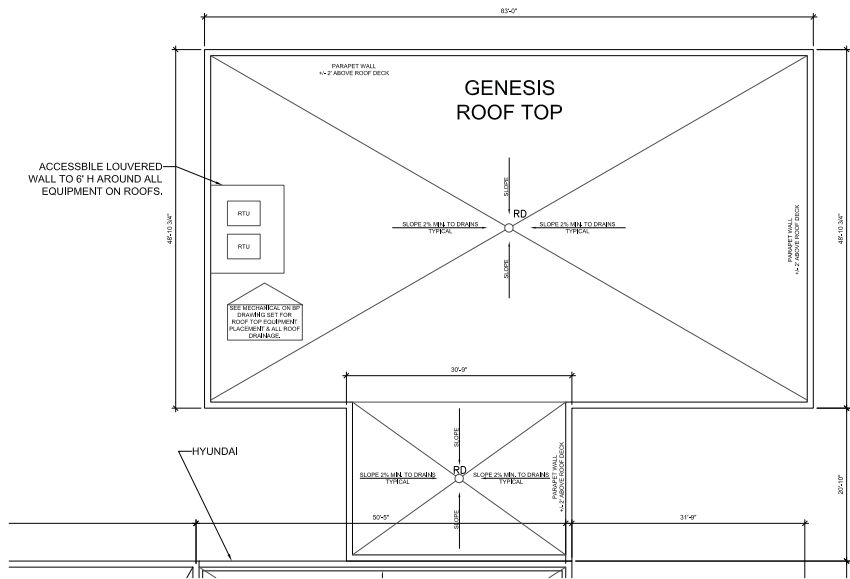 83'-0"
PARAPET WALL
+/- 2' ABOVE ROOF DECK
GENESIS
ROOF TOP
ACCESSBILE LOUVERED
WALL TO 6' H AROUND ALL
EQUIPMENT ON ROOFS.
48'-10 3/4"
RTU
RTU
SLOPE
RD
SLOPE 2% MIN. TO DRAINS
TYPICAL
SLOPE 2% MIN. TO DRAINS
TYPICAL
SLOPE
PARAPET WALL
+/- 2' ABOVE ROOF DECK
48'-10 3/4"
SEE MECHANICAL ON BP
DRAWING SET FOR
ROOF TOP EQUIPMENT
PLACEMENT & ALL ROOF
DRAINAGE.
30'-9"
SLOPE
RD
SLOPE 2% MIN. TO DRAINS
TYPICAL
SLOPE 2% MIN. TO DRAINS
TYPICAL
SLOPE
PARAPET WALL
+/- 2' ABOVE ROOF DECK
20'-10"
HYUNDAI
50'-5"
31'-9"